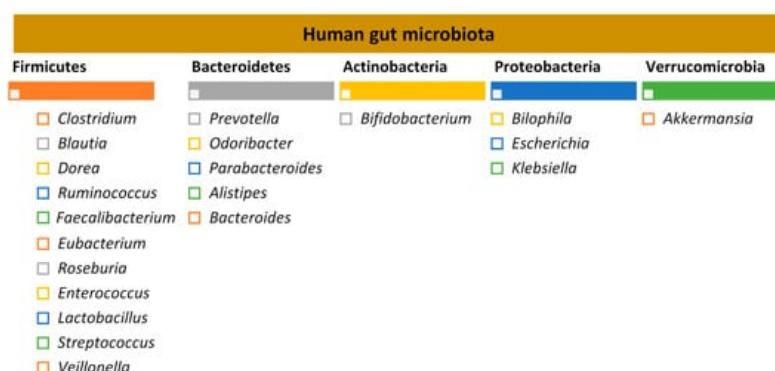 Human gut microbiota
Firmicutes
Clostridium
Blautia
Dorea
Ruminococcus
Faecalibacterium
Eubacterium
Roseburia
Enterococcus
Lactobacillus
Streptococcus
Veillonella
Bacteroidetes
Prevotella
Odoribacter
Parabacteroides
Alistipes
Bacteroides
Actinobacteria
Bifidobacterium
Proteobacteria
Bilophila
Escherichia
Klebsiella
Verrucomicrobia
Akkermansia